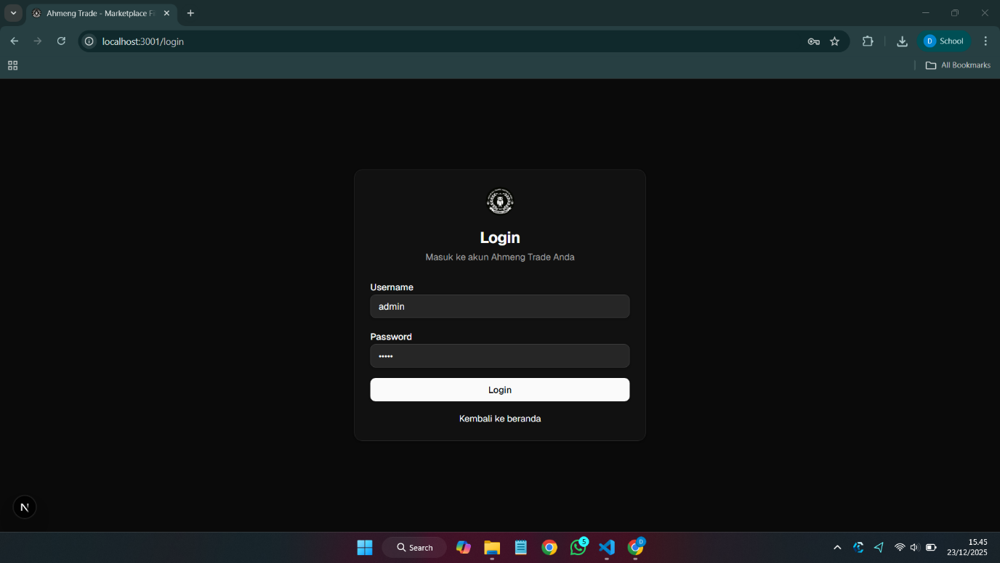 Ahmeng Trade - Marketplace Fi
localhost:3001/login
D
School
All Bookmarks
Login
Masuk ke akun Ahmeng Trade Anda
Username
admin
Password
•••••
Login
Kembali ke beranda
N
Search
5
D
15.45
23/12/2025